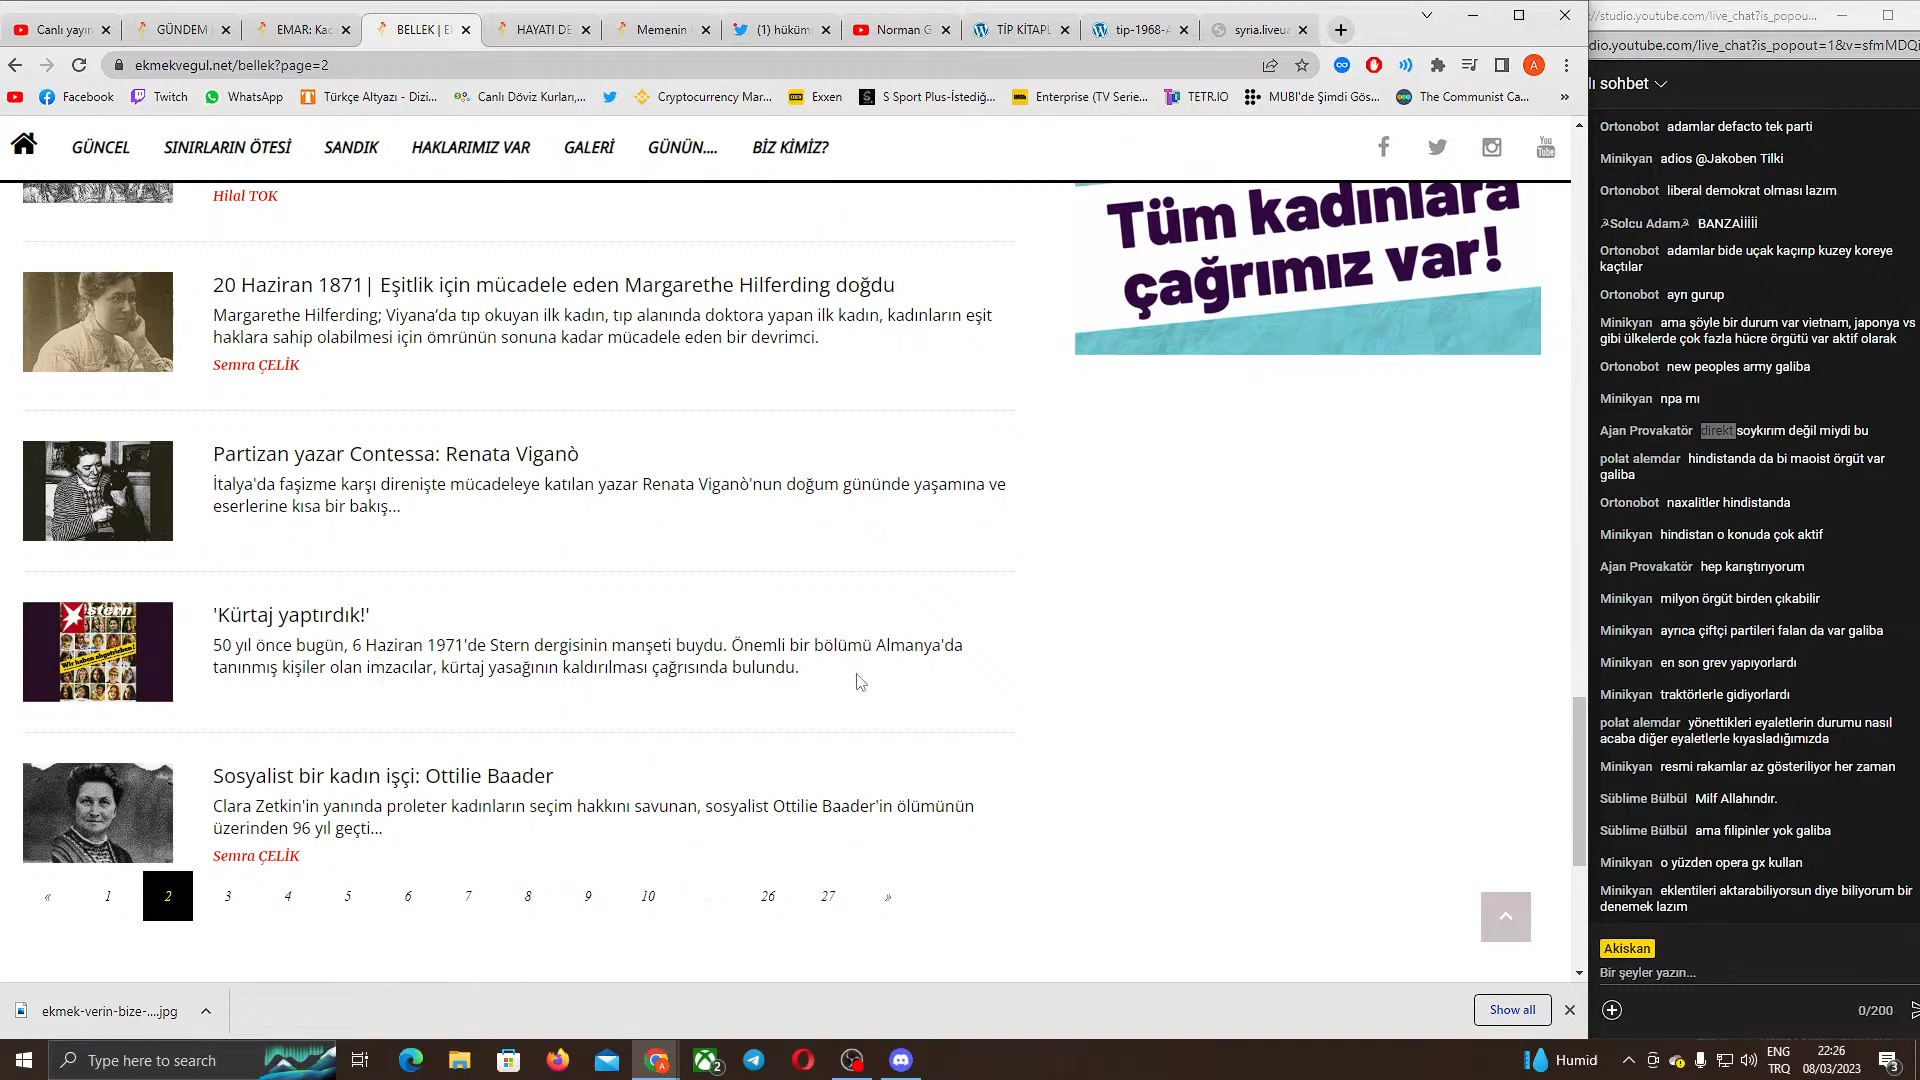 Canlı yayın
GÜNDEM
EMAR: Kad
BELLEK | E
HAYATI DE
Memenin
(1) hüküm
Norman G
TİP KİTAPL
tip-1968-
syria.liveua
ekmekvegul.net/bellek?page=2
Facebook
Twitch
WhatsApp
Türkçe Altyazı - Dizi...
Canlı Döviz Kurları,...
Cryptocurrency Mar...
Exxen
S Sport Plus-İstediğ...
Enterprise (TV Serie...
TETR.IO
MUBI'de Şimdi Gös...
The Communist Ca...
»
GÜNCEL
SINIRLARIN ÖTESİ
SANDIK
HAKLARIMIZ VAR
GALERİ
GÜNÜN....
BİZ KİMİZ?
You
Tube
Hilal TOK
20 Haziran 1871| Eşitlik için mücadele eden Margarethe Hilferding doğdu
Margarethe Hilferding; Viyana’da tıp okuyan ilk kadın, tıp alanında doktora yapan ilk kadın, kadınların eşit
haklara sahip olabilmesi için ömrünün sonuna kadar mücadele eden bir devrimci.
Semra ÇELİK
Partizan yazar Contessa: Renata Viganò
İtalya'da faşizme karşı direnişte mücadeleye katılan yazar Renata Viganò'nun doğum gününde yaşamına ve
eserlerine kısa bir bakış...
stern
Wir haben abgetrieben!
'Kürtaj yaptırdık!'
50 yıl önce bugün, 6 Haziran 1971'de Stern dergisinin manşeti buydu. Önemli bir bölümü Almanya'da
tanınmış kişiler olan imzacılar, kürtaj yasağının kaldırılması çağrısında bulundu.
Sosyalist bir kadın işçi: Ottilie Baader
Clara Zetkin'in yanında proleter kadınların seçim hakkını savunan, sosyalist Ottilie Baader'in ölümünün
üzerinden 96 yıl geçti...
Semra ÇELİK
« 1 2 3 4 5 6 7 8 9 10 ... 26 27 »
Tüm kadınlara
çağrımız var!
ekmek-verin-bize-....jpg
Show all
://studio.youtube.com/live_chat?is_popou...
dio.youtube.com/live_chat?is_popout=1&v=sfmMDQi
lı sohbet
Ortonobot adamlar defacto tek parti
Minikyan adios @Jakoben Tilki
Ortonobot liberal demokrat olması lazım
☭Solcu Adam☭ BANZAİİİİİ
Ortonobot adamlar bide uçak kaçırıp kuzey koreye
kaçtılar
Ortonobot ayrı gurup
Minikyan ama şöyle bir durum var vietnam, japonya vs
gibi ülkelerde çok fazla hücre örgütü var aktif olarak
Ortonobot new peoples army galiba
Minikyan npa mı
Ajan Provakatör direkt soykırım değil miydi bu
polat alemdar hindistanda da bi maoist örgüt var
galiba
Ortonobot naxalitler hindistanda
Minikyan hindistan o konuda çok aktif
Ajan Provakatör hep karıştırıyorum
Minikyan milyon örgüt birden çıkabilir
Minikyan ayrıca çiftçi partileri falan da var galiba
Minikyan en son grev yapıyorlardı
Minikyan traktörlerle gidiyorlardı
polat alemdar yönettikleri eyaletlerin durumu nasıl
acaba diğer eyaletlerle kıyasladığımızda
Minikyan resmi rakamlar az gösteriliyor her zaman
Süblime Bülbül Milf Allahındır.
Süblime Bülbül ama filipinler yok galiba
Minikyan o yüzden opera gx kullan
Minikyan eklentileri aktarabiliyorsun diye biliyorum bir
denemek lazım
Akiskan
Bir şeyler yazın...
0/200
Type here to search
2
Humid
ENG
TRQ
22:26
08/03/2023
3